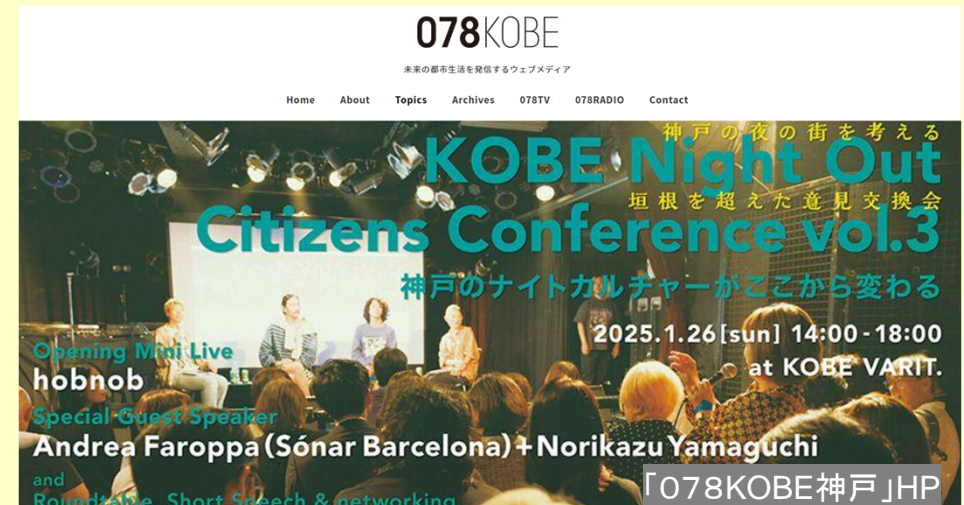 078KOBE
未来の都市生活を発信するウェブメディア
Home About Topics Archives 078TV 078RADIO Contact
神戸の夜の街を考える
KOBE Night Out
垣根を超えた意見交換会
Citizens Conference vol.3
神戸のナイトカルチャーがここから変わる
2025.1.26[sun] 14:00-18:00
at KOBE VARIT.
Opening Mini Live
hobnob
Special Guest Speaker
Andrea Faroppa(Sónar Barcelona)+Norikazu Yamaguchi
and
Roundtable, Short Speech & networking
「078KOBE神戸」HP